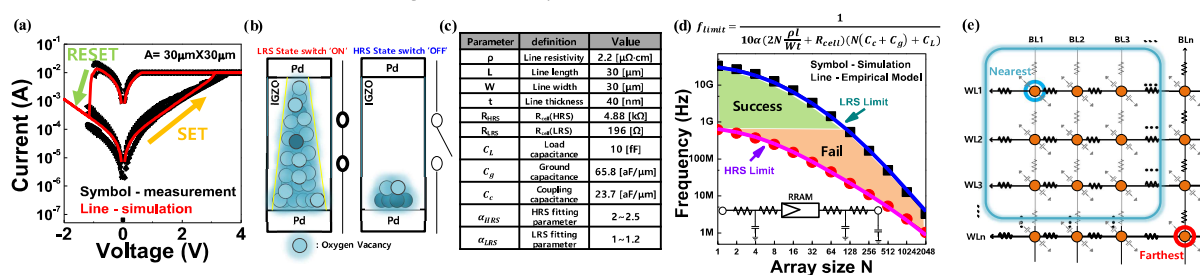 (a)
10⁻¹
10⁻²
10⁻³
10⁻⁴
10⁻⁵
10⁻⁶
10⁻⁷
Current (A)
RESET
A= 30μmX30μm
SET
Symbol - measurement
Line - simulation
-2 0 2 4
Voltage (V)
(b)
LRS State switch 'ON'
HRS State switch 'OFF'
Pd
Pd
IGZO
IGZO
Pd
Pd
: Oxygen Vacancy
(c)
Parameter definition Value
ρ Line resistivity 2.2 [μΩ·cm]
L Line length 30 [μm]
W Line width 30 [μm]
t Line thickness 40 [nm]
R_HRS R_cell(HRS) 4.88 [kΩ]
R_LRS R_cell(LRS) 196 [Ω]
C_L Load capacitance 10 [fF]
C_g Ground capacitance 65.8 [aF/μm]
C_c Coupling capacitance 23.7 [aF/μm]
α_HRS HRS fitting parameter 2~2.5
α_LRS LRS fitting parameter 1~1.2
(d)
f_limit = 1 / 10α(2N ρl/Wt + R_cell)(N(C_c + C_g) + C_L)
Symbol - Simulation
Line - Empirical Model
10G
1G
100M
10M
1M
Frequency (Hz)
Success
LRS Limit
Fail
HRS Limit
RRAM
1 2 4 8 16 32 64 128 256 512 1024 2048
Array size N
(e)
BL1 BL2 BL3 BLn
Nearest
WL1
WL2
WL3
WLn
Farthest